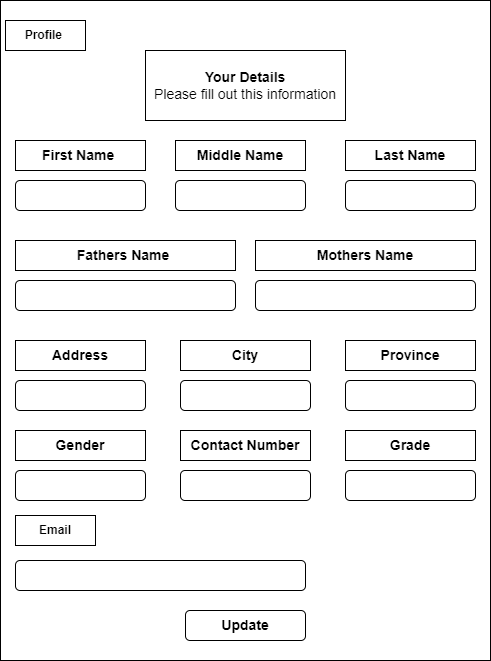 Profile
Your Details
Please fill out this information
First Name
Middle Name
Last Name
Fathers Name
Mothers Name
Address
City
Province
Gender
Contact Number
Grade
Email
Update